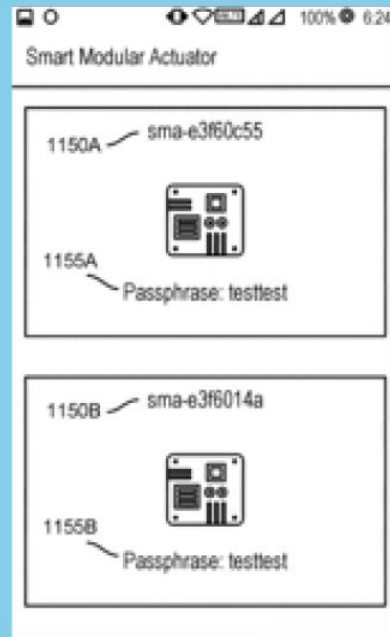 100% 6:24
Smart Modular Actuator
1150A sma-e3f60c55
1155A
Passphrase: testtest
1150B sma-e3f6014a
1155B
Passphrase: testtest